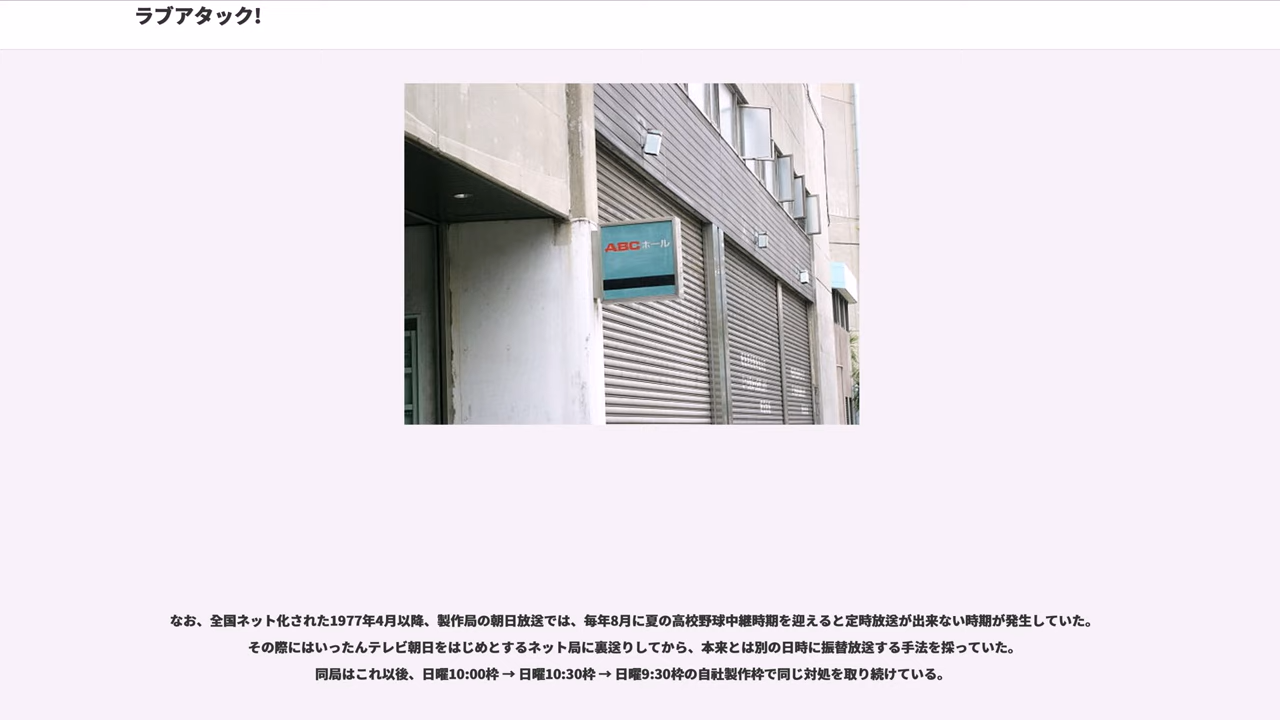 ラブアタック!
ABCホール
なお、全国ネット化された1977年4月以降、製作局の朝日放送では、毎年8月に夏の高校野球中継時期を迎えると定時放送が出来ない時期が発生していた。
その際にはいったんテレビ朝日をはじめとするネット局に裏送りしてから、本来とは別の日時に振替放送する手法を採っていた。
同局はこれ以後、日曜10:00枠 → 日曜10:30枠 → 日曜9:30枠の自社製作枠で同じ対処を取り続けている。